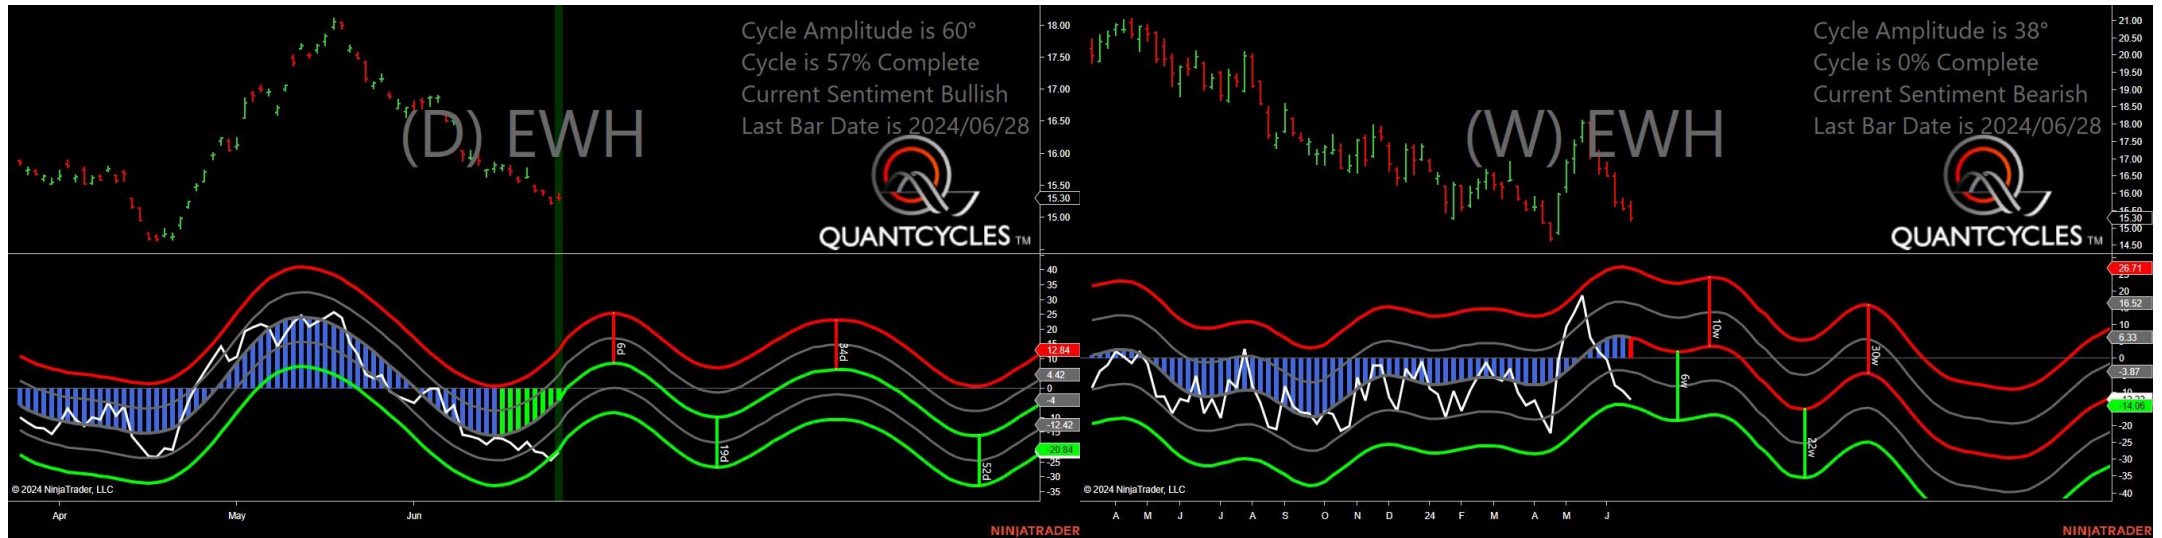 Cycle Amplitude is 60°
Cycle is 57% Complete
Current Sentiment Bullish
Last Bar Date is 2024/06/28
(D) EWH
QUANTCYCLES TM
18.00
17.50
17.00
16.50
16.00
15.50
15.30
15.00
40
35
30
25
20
15
12.84
4.42
0
-4
-12.42
-20.84
-25
-30
-35
6d
19d
34d
52d
© 2024 NinjaTrader, LLC
Apr May Jun
NINJATRADER
Cycle Amplitude is 38°
Cycle is 0% Complete
Current Sentiment Bearish
Last Bar Date is 2024/06/28
(W) EWH
QUANTCYCLES TM
21.00
20.50
20.00
19.50
19.00
18.50
18.00
17.50
17.00
16.50
16.00
15.30
15.00
14.50
26.71
20
16.52
10
6.33
0
-3.87
-14.06
-20
-25
-30
-35
-40
6w
10w
22w
30w
© 2024 NinjaTrader, LLC
A M J J A S O N D 24 F M A M J
NINJATRADER